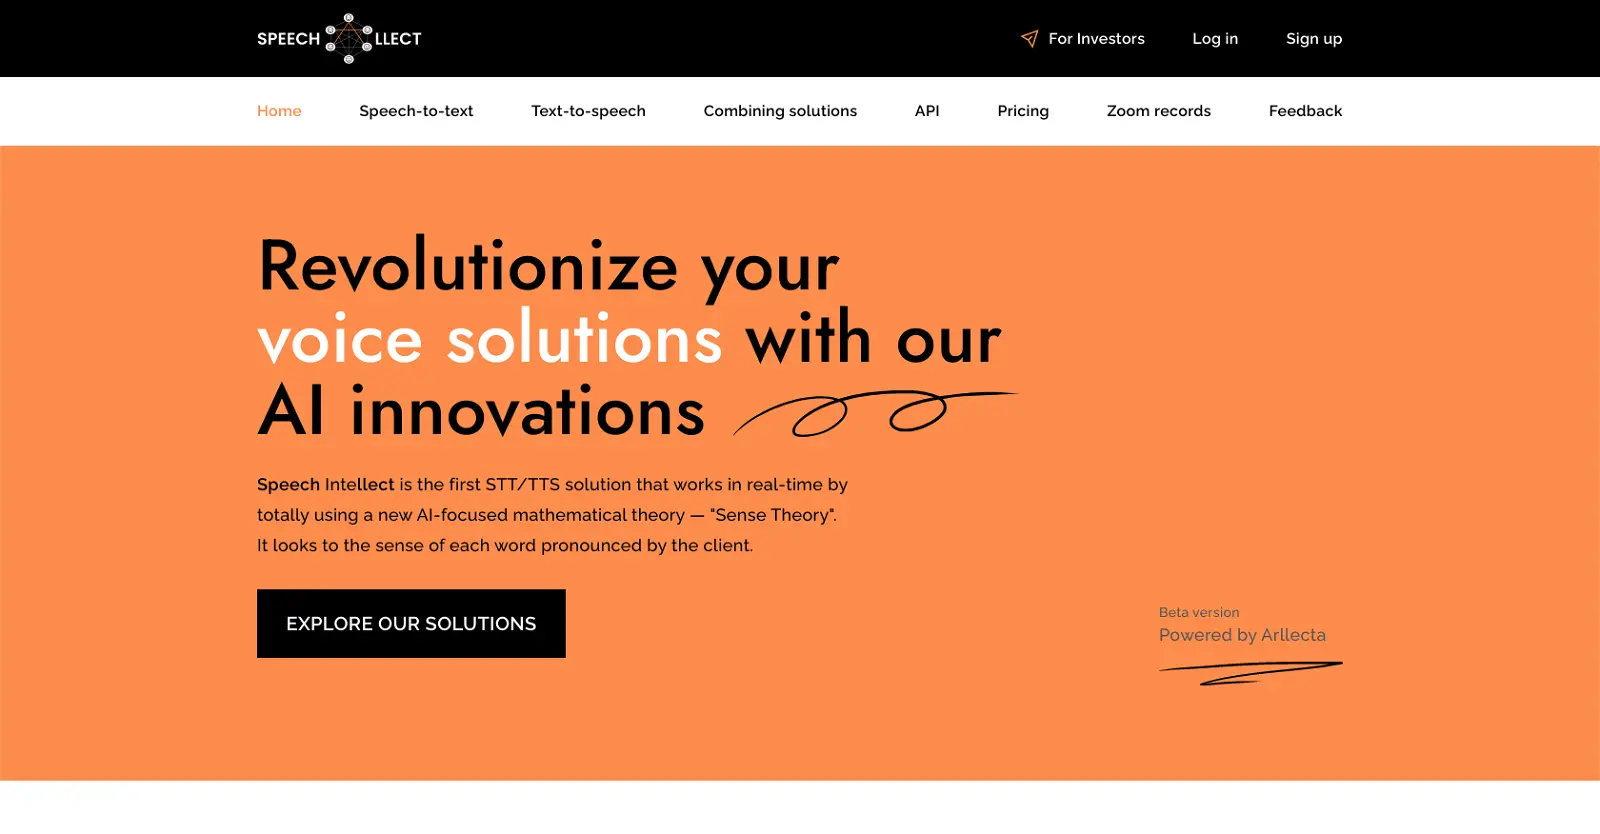 SPEECH LLECT
For Investors
Log in
Sign up
Home
Speech-to-text
Text-to-speech
Combining solutions
API
Pricing
Zoom records
Feedback
Revolutionize your
voice solutions with our
AI innovations
Speech Intellect is the first STT/TTS solution that works in real-time by
totally using a new AI-focused mathematical theory — "Sense Theory".
It looks to the sense of each word pronounced by the client.
EXPLORE OUR SOLUTIONS
Beta version
Powered by Arllecta